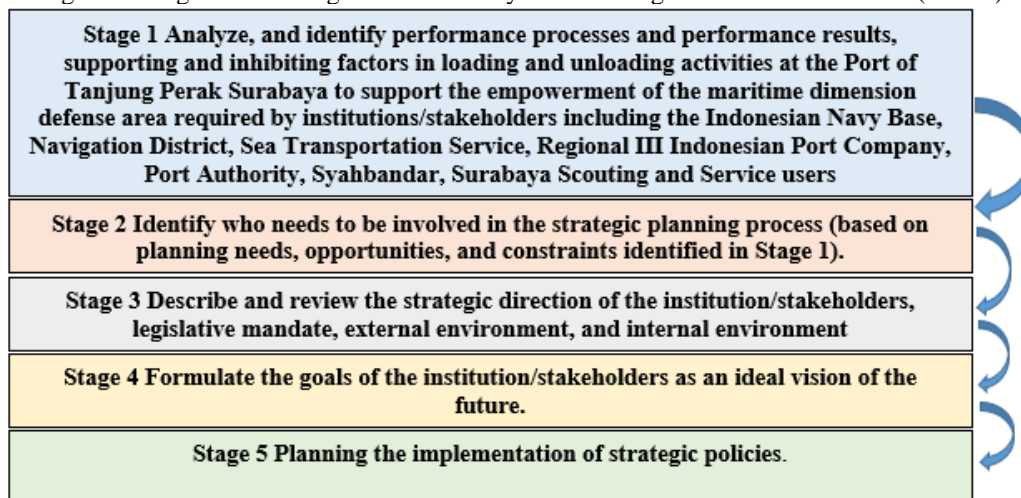 Stage 1 Analyze, and identify performance processes and performance results,
supporting and inhibiting factors in loading and unloading activities at the Port of
Tanjung Perak Surabaya to support the empowerment of the maritime dimension
defense area required by institutions/stakeholders including the Indonesian Navy Base,
Navigation District, Sea Transportation Service, Regional III Indonesian Port Company,
Port Authority, Syahbandar, Surabaya Scouting and Service users
Stage 2 Identify who needs to be involved in the strategic planning process (based on
planning needs, opportunities, and constraints identified in Stage 1).
Stage 3 Describe and review the strategic direction of the institution/stakeholders,
legislative mandate, external environment, and internal environment
Stage 4 Formulate the goals of the institution/stakeholders as an ideal vision of the
future.
Stage 5 Planning the implementation of strategic policies.